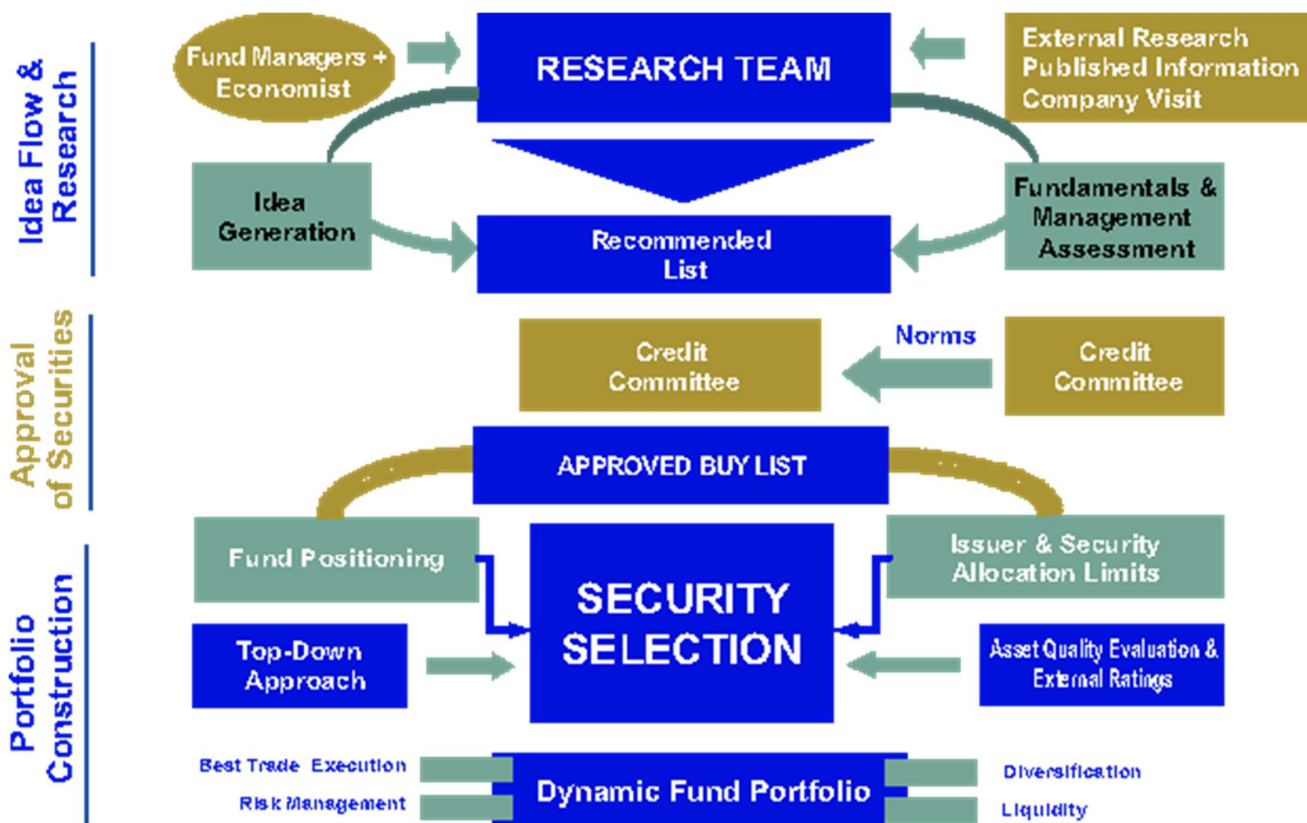 Idea Flow &
Research
Fund Managers +
Economist
RESEARCH TEAM
External Research
Published Information
Company Visit
Idea
Generation
Recommended
List
Fundamentals &
Management
Assessment
Approval
of Securities
Credit
Committee
Norms
Credit
Committee
APPROVED BUY LIST
Portfolio
Construction
Fund Positioning
SECURITY
SELECTION
Issuer & Security
Allocation Limits
Top-Down
Approach
Asset Quality Evaluation &
External Ratings
Best Trade Execution
Risk Management
Dynamic Fund Portfolio
Diversification
Liquidity